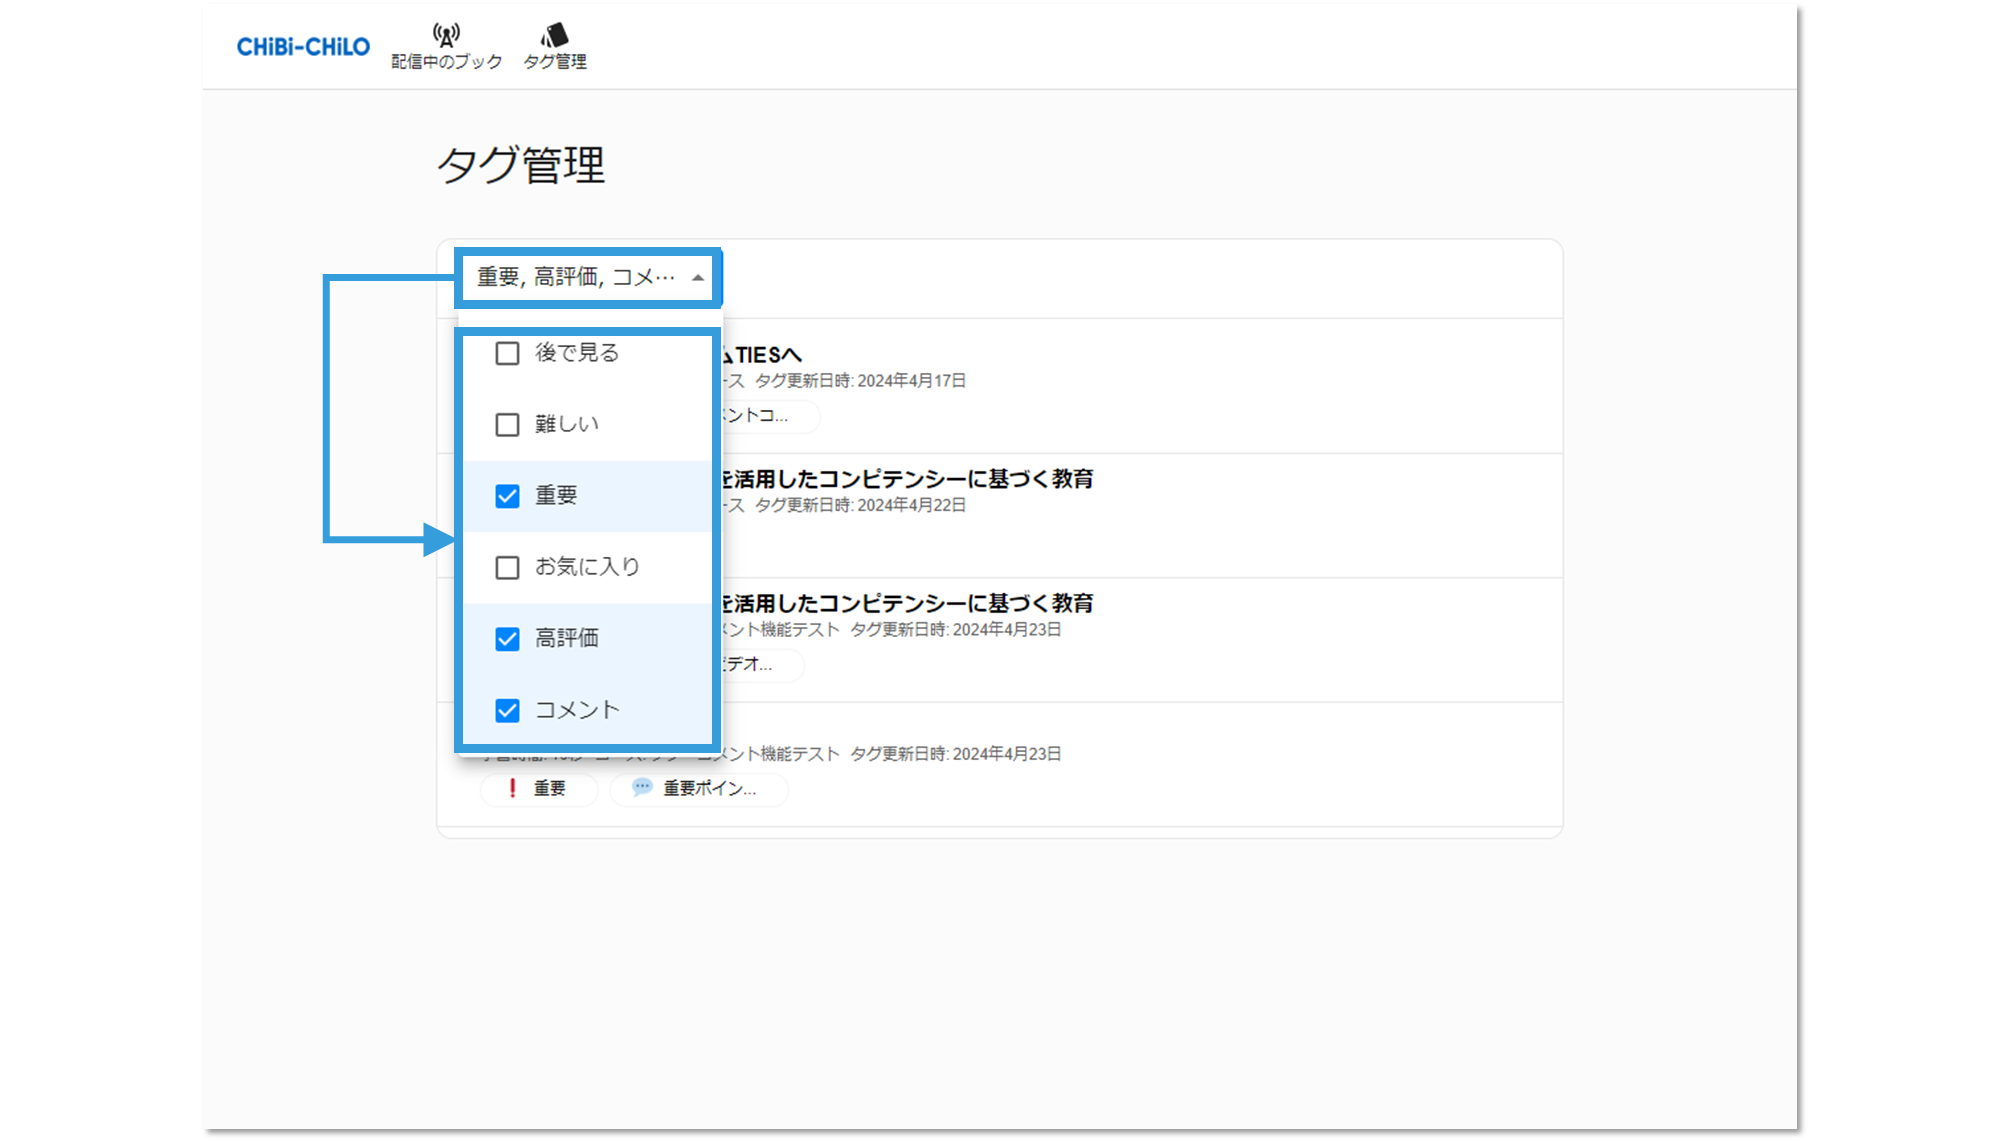 CHiBi-CHiLO
配信中のブック
タグ管理
タグ管理
重要, 高評価, コメ…
後で見る
難しい
重要
お気に入り
高評価
コメント
ムTIESへ
ース タグ更新日時: 2024年4月17日
ントコ...
を活用したコンピテンシーに基づく教育
ース タグ更新日時: 2024年4月22日
を活用したコンピテンシーに基づく教育
メント機能テスト タグ更新日時: 2024年4月23日
ビデオ...
メント機能テスト タグ更新日時: 2024年4月23日
重要
重要ポイン...